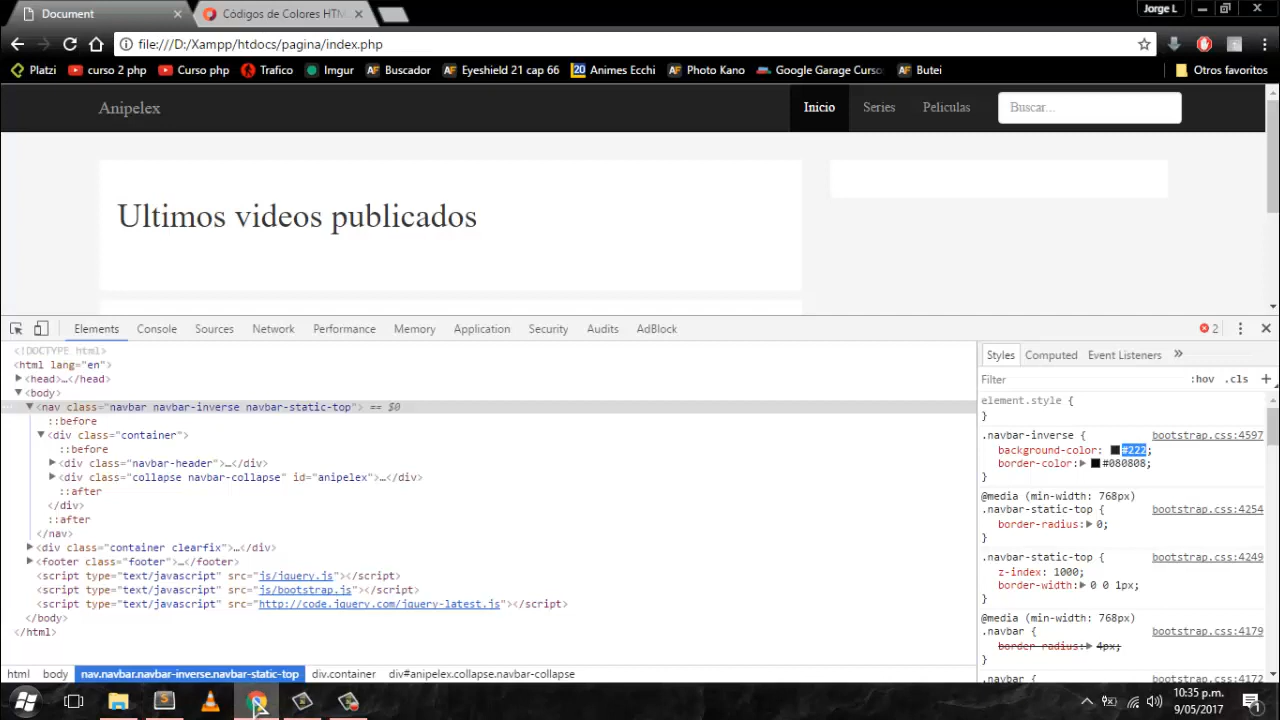 Document
Códigos de Colores HTM
Jorge L
file:///D:/Xampp/htdocs/pagina/index.php
Platzi
curso 2 php
Curso php
Trafico
Imgur
Buscador
Eyeshield 21 cap 66
Animes Ecchi
Photo Kano
Google Garage Curso
Butei
Otros favoritos
Anipelex
Inicio
Series
Peliculas
Buscar...
Ultimos videos publicados
Elements
Console
Sources
Network
Performance
Memory
Application
Security
Audits
AdBlock
2
<!DOCTYPE html>
<html lang="en">
<head>…</head>
<body>
<nav class="navbar navbar-inverse navbar-static-top"> == $0
::before
<div class="container">
::before
<div class="navbar-header">…</div>
<div class="collapse navbar-collapse" id="anipelex">…</div>
::after
</div>
::after
</nav>
<div class="container clearfix">…</div>
<footer class="footer">…</footer>
<script type="text/javascript" src="js/jquery.js"></script>
<script type="text/javascript" src="js/bootstrap.js"></script>
<script type="text/javascript" src="http://code.jquery.com/jquery-latest.js"></script>
</body>
</html>
html
body
nav.navbar.navbar-inverse.navbar-static-top
div.container
div#anipelex.collapse.navbar-collapse
Styles
Computed
Event Listeners
»
Filter
:hov
.cls
+
element.style {
}
.navbar-inverse {
bootstrap.css:4597
background-color: #222;
border-color: #080808;
}
@media (min-width: 768px)
.navbar-static-top {
bootstrap.css:4254
border-radius: 0;
}
.navbar-static-top {
bootstrap.css:4249
z-index: 1000;
border-width: 0 0 1px;
}
@media (min-width: 768px)
.navbar {
bootstrap.css:4179
border-radius: 4px;
}
.navbar {
bootstrap.css:4172
10:35 p.m.
9/05/2017
1